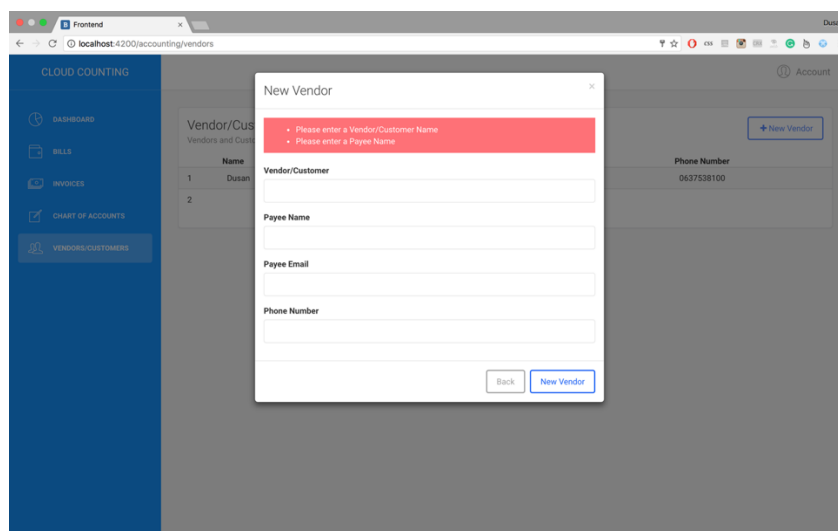 Frontend
Dusa
localhost:4200/accounting/vendors
CLOUD COUNTING
Account
DASHBOARD
BILLS
INVOICES
CHART OF ACCOUNTS
VENDORS/CUSTOMERS
Vendor/Cus
Vendors and Custo
+ New Vendor
Name
Phone Number
1 Dusan 0637538100
2
New Vendor
×
Please enter a Vendor/Customer Name
Please enter a Payee Name
Vendor/Customer
Payee Name
Payee Email
Phone Number
Back New Vendor